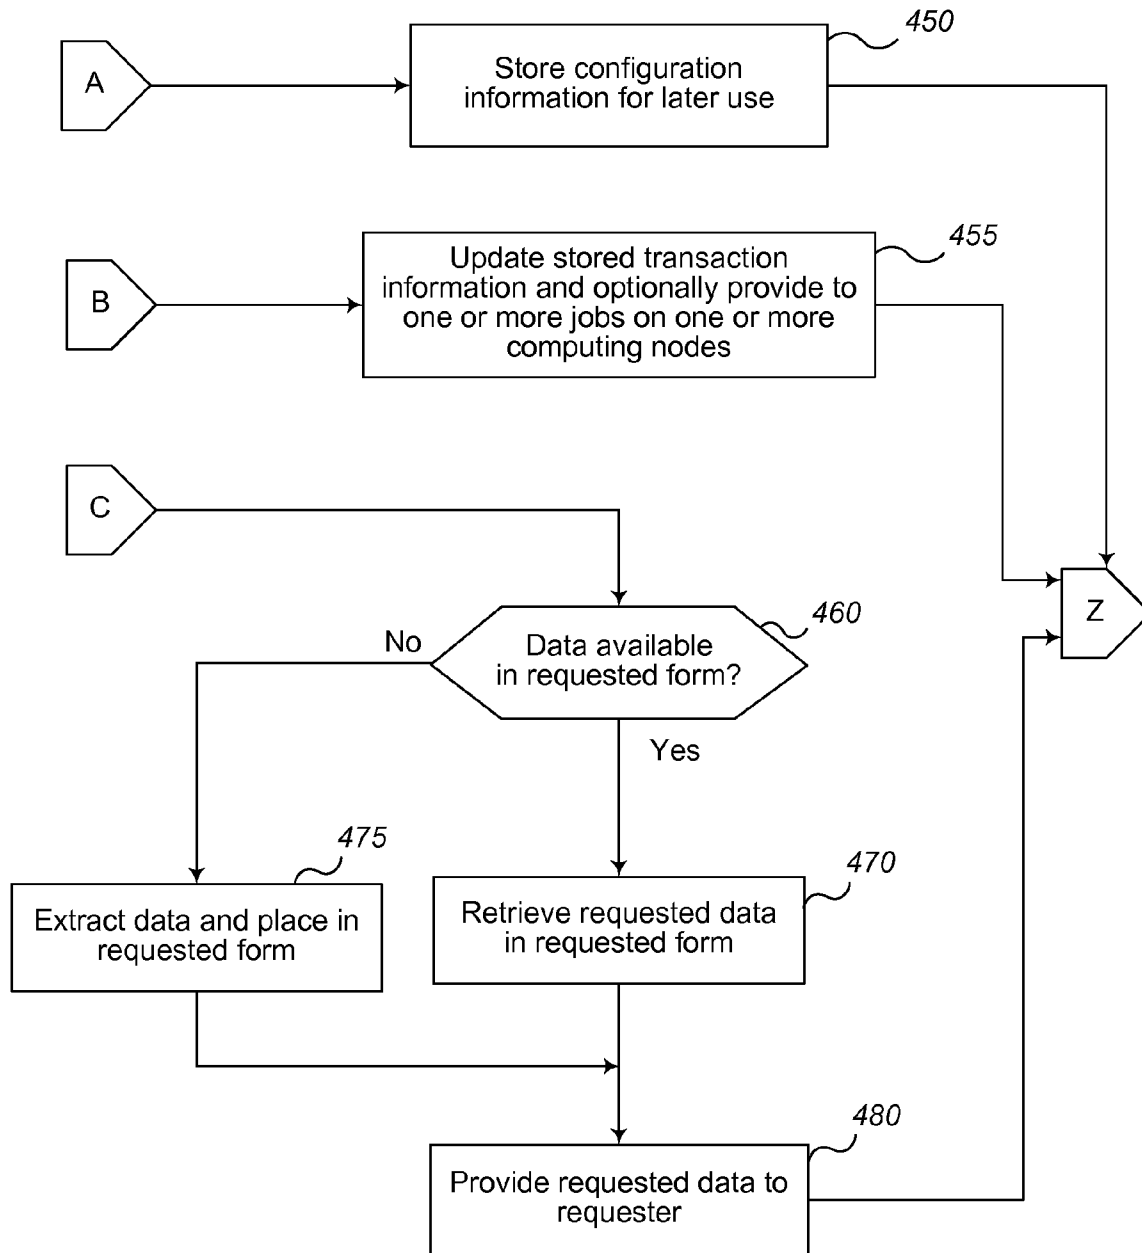 450
A
Store configuration
information for later use
455
B
Update stored transaction
information and optionally provide to
one or more jobs on one or more
computing nodes
C
Z
460
No
Data available
in requested form?
Yes
475
470
Extract data and place in
requested form
Retrieve requested data
in requested form
480
Provide requested data to
requester